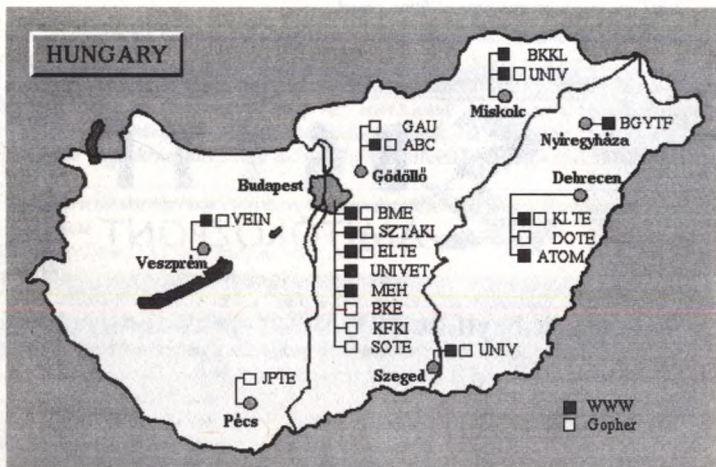 HUNGARY
BKKL
UNIV
Miskolc
BGYTF
Nyíregyháza
GAU
ABC
Gödöllő
Budapest
Debrecen
KLTE
DOTE
ATOM
VEIN
Veszprém
BME
SZTAKI
ELTE
UNIVET
MEH
BKE
KFKI
SOTE
UNIV
Szeged
JPTE
Pécs
WWW
Gopher